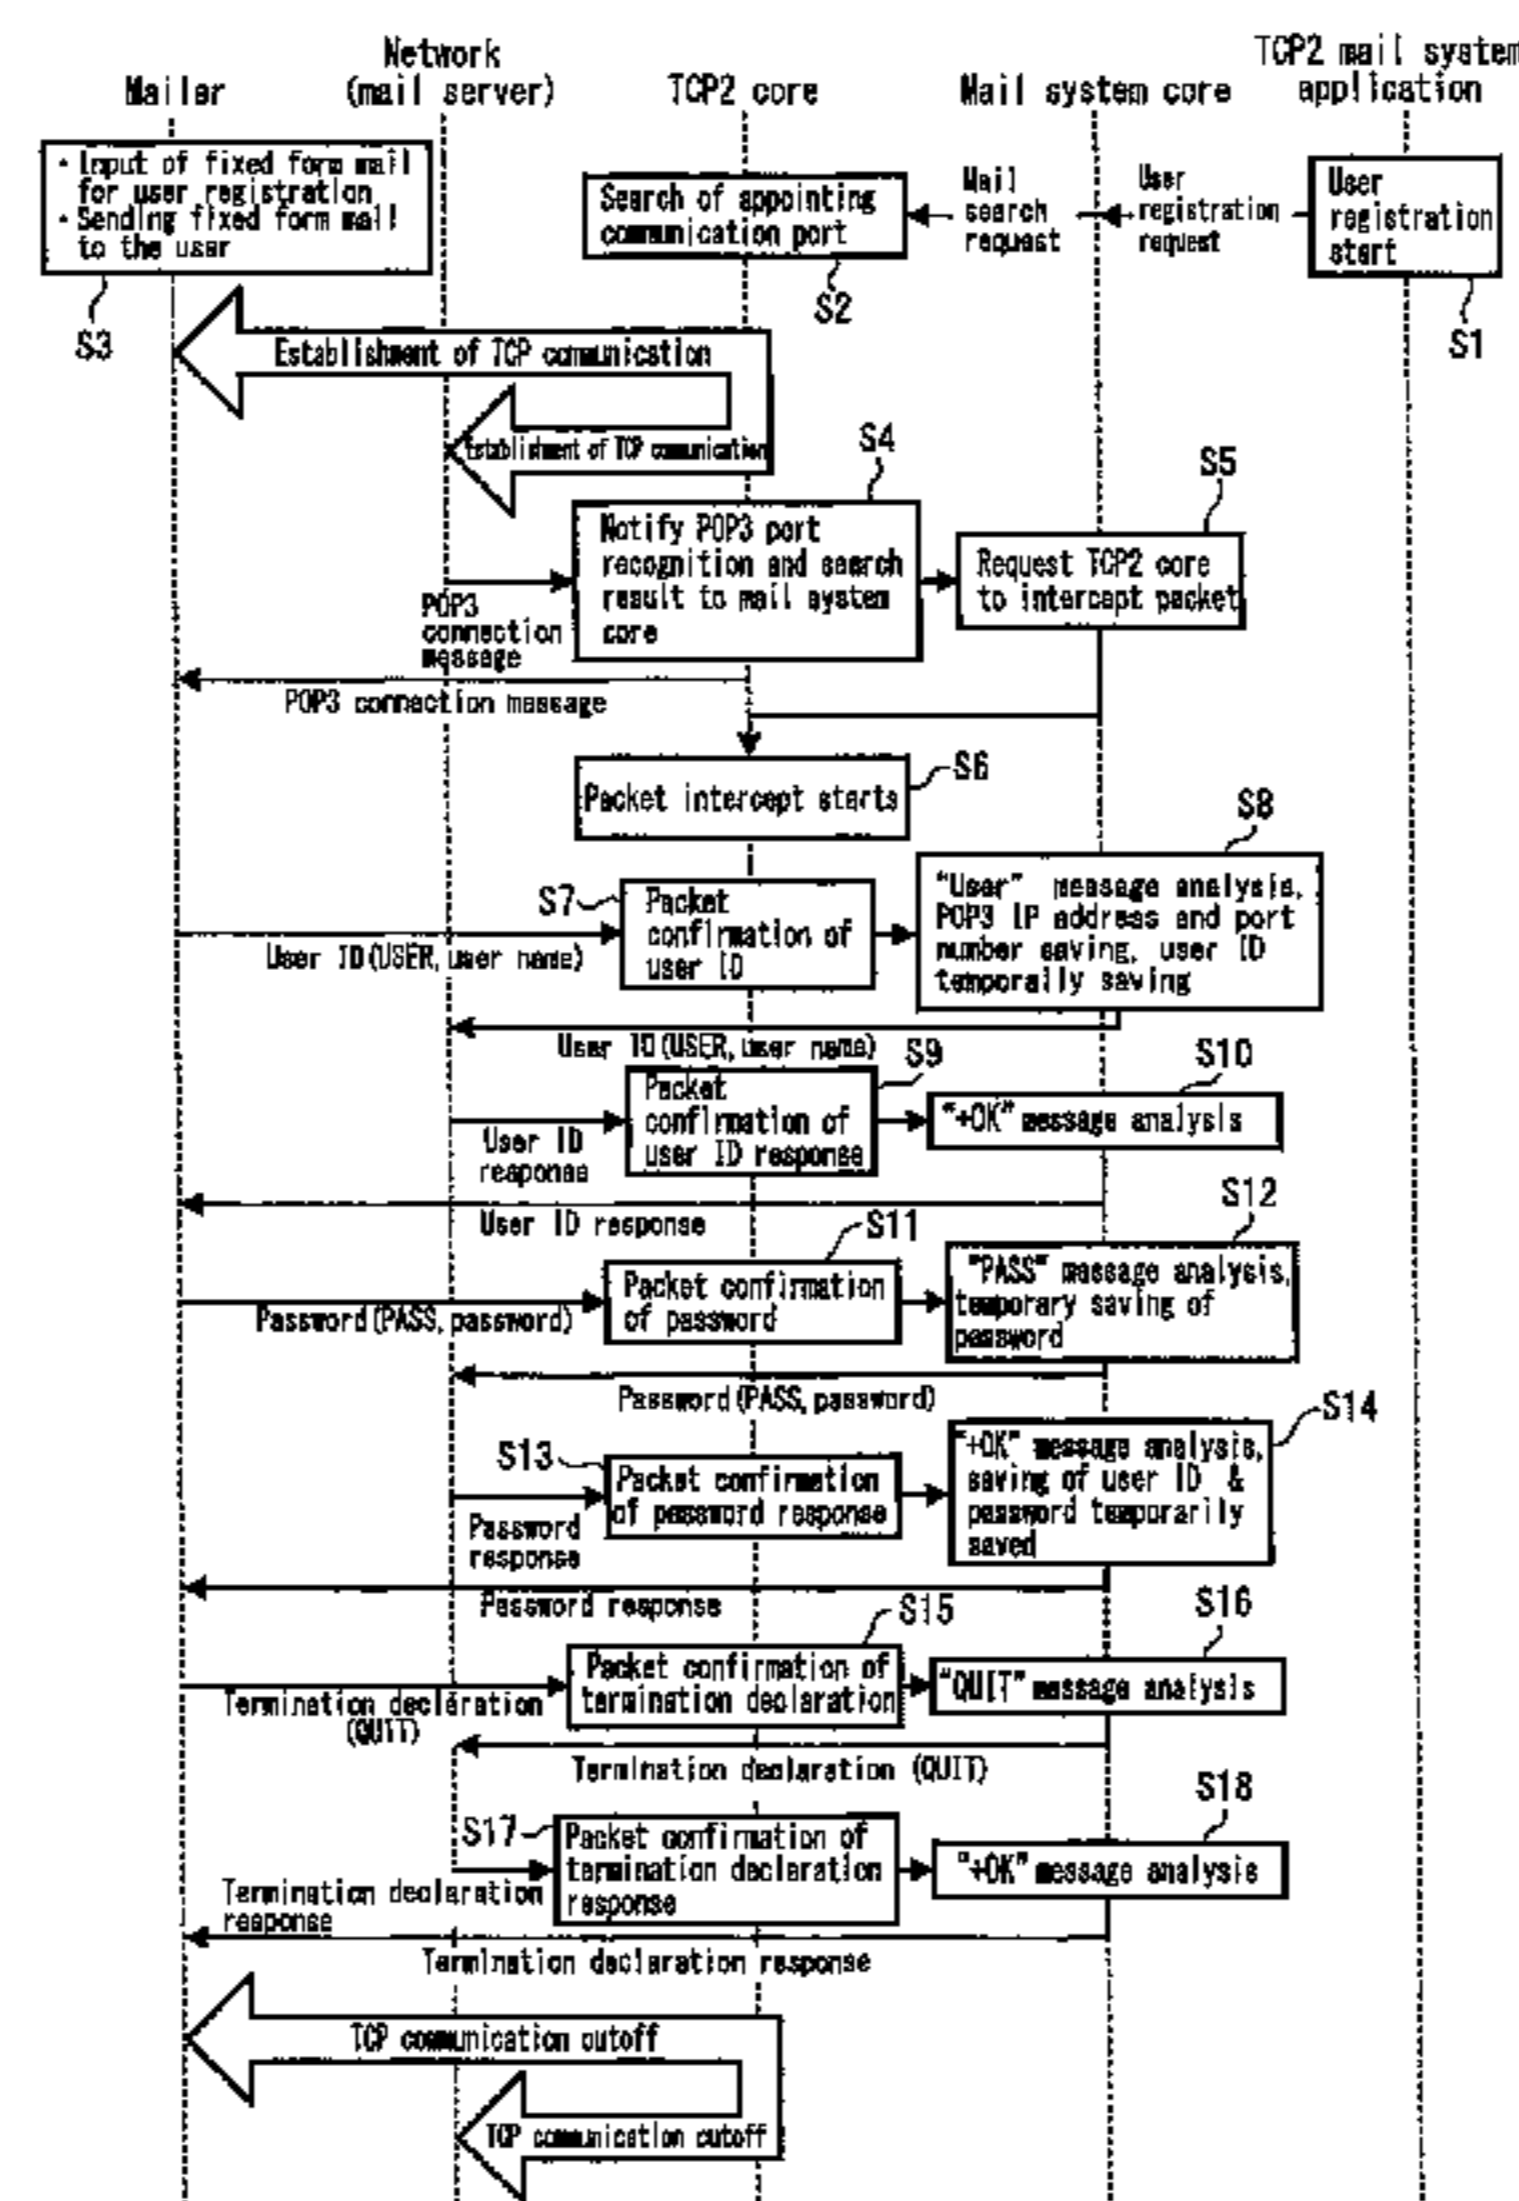 Mailer
Network
(mail server)
TCP2 core
Mail system core
TCP2 mail system
application
・Input of fixed form mail
for user registration
・Sending fixed form mail
to the user
S3
Search of appointing
communication port
S2
Mail
search
request
User
registration
request
User
registration
start
S1
Establishment of TCP communication
Establishment of TCP comunication
S4
Notify POP3 port
recognition and search
result to mail system
core
S5
Request TCP2 core
to intercept packet
POP3
connection
message
POP3 connection message
Packet intercept starts
S6
S7
Packet
confirmation of
user ID
User ID(USER, user name)
S8
"User" message analysis,
POP3 IP address and port
number saving, user ID
temporally saving
User ID(USER, user name)
S9
Packet
confirmation of
user ID response
User ID
response
S10
"+OK" message analysis
User ID response
S11
Packet confirmation
of password
Password(PASS, password)
S12
"PASS" message analysis,
temporary saving of
password
Password(PASS, password)
S13
Packet confirmation
of password response
Password
response
S14
"+OK" message analysis,
saving of user ID &
password temporarily
saved
Password response
S15
Packet confirmation of
termination declaration
Termination declaration
(QUIT)
S16
"QUIT" message analysis
Termination declaration (QUIT)
S17
Packet confirmation of
termination declaration
response
Termination declaration
response
S18
"+OK" message analysis
Termination declaration response
TCP communication cutoff
TCP communication cutoff